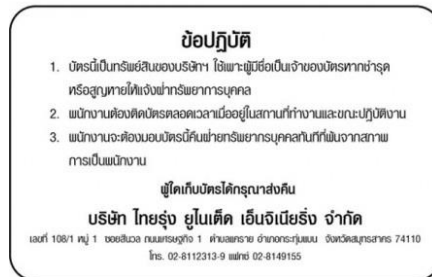 ข้อปฏิบัติ
1. บัตรนี้เป็นทรัพย์สินของบริษัทฯ ใช้เพาะผู้มีชื่อเป็นเจ้าของบัตรหากชำรุด
หรือสูญหายให้แจ้งฝ่าทรัพยาการบุคคล
2. พนักงานต้องติดบัตรตลอดเวลาเมื่ออยู่ในสถานที่ทำงานและขณะปฏิบัติงาน
3. พนักงานจะต้องมอบบัตรนี้คืนฝ่ายทรัพยากรบุคคลทันทีที่พ้นจากสภาพ
การเป็นพนักงาน
ผู้ใดเก็บบัตรได้กรุณาส่งคืน
บริษัท ไทยรุ่ง ยูไนเต็ด เอ็นจิเนียริ่ง จำกัด
เลขที่ 108/1 หมู่ 1 ซอยสีนวล ถนนเศรษฐกิจ 1 ตำบลแคราย อำเภอกระทุ่มแบน จังหวัดสมุทรสาคร 74110
โทร. 02-8112313-9 แฟกซ์ 02-8149155